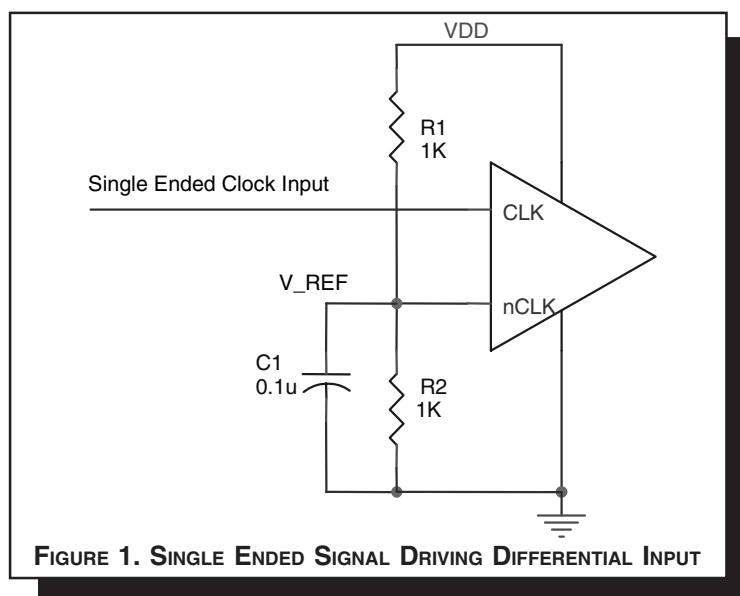 VDD
R1
1K
Single Ended Clock Input
CLK
V_REF
nCLK
C1
0.1u
R2
1K
FIGURE 1. SINGLE ENDED SIGNAL DRIVING DIFFERENTIAL INPUT